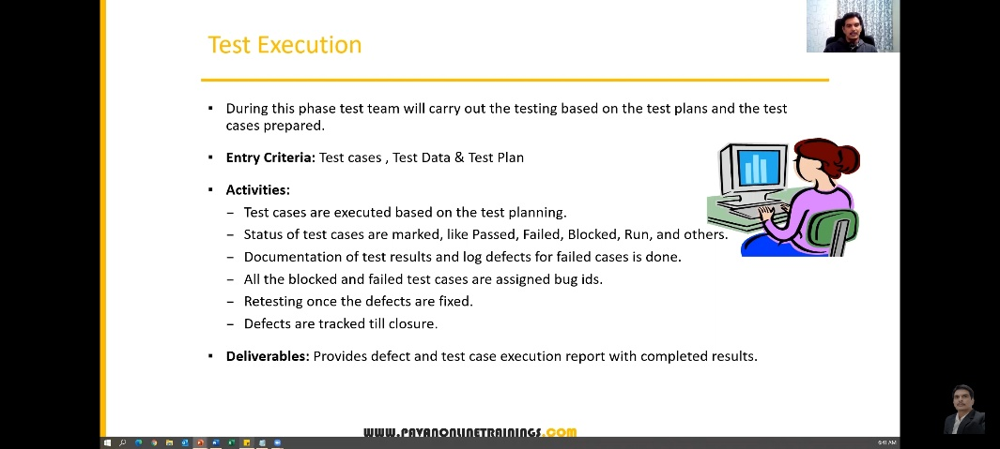 Test Execution
▪ During this phase test team will carry out the testing based on the test plans and the test
cases prepared.
▪ Entry Criteria: Test cases , Test Data & Test Plan
▪ Activities:
– Test cases are executed based on the test planning.
– Status of test cases are marked, like Passed, Failed, Blocked, Run, and others.
– Documentation of test results and log defects for failed cases is done.
– All the blocked and failed test cases are assigned bug ids.
– Retesting once the defects are fixed.
– Defects are tracked till closure.
▪ Deliverables: Provides defect and test case execution report with completed results.
WWW.PAVANONLINETRAININGS.COM
6:41 AM